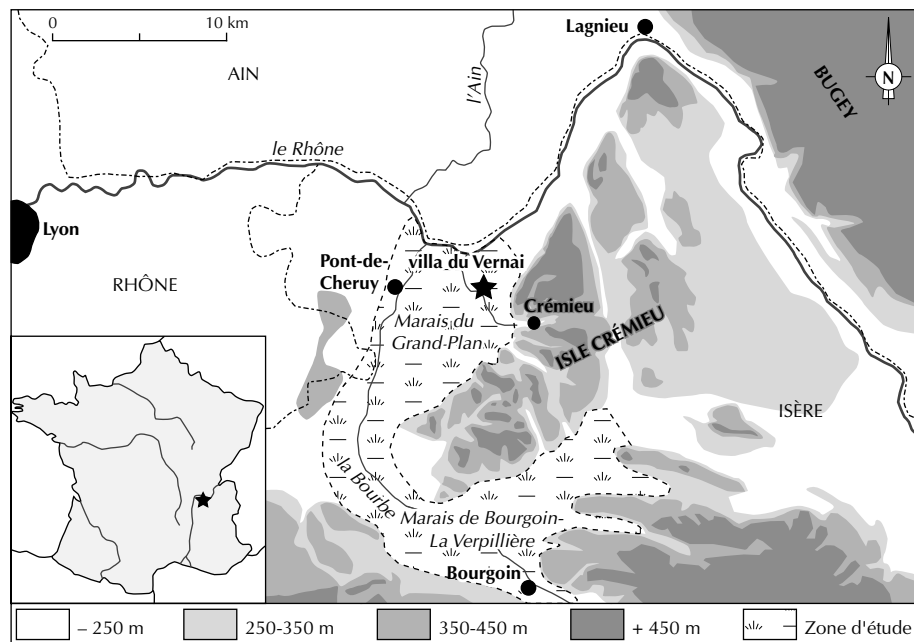 0 10 km
Lagnieu
AIN
l'Ain
BUGEY
N
le Rhône
Lyon
Pont-de-
Cheruy
villa du Vernai
RHÔNE
Crémieu
Marais du
Grand-Plan
ISLE CRÉMIEU
ISÈRE
la Bourbe
Marais de Bourgoin-
La Verpillière
Bourgoin
– 250 m 250-350 m 350-450 m + 450 m Zone d'étude